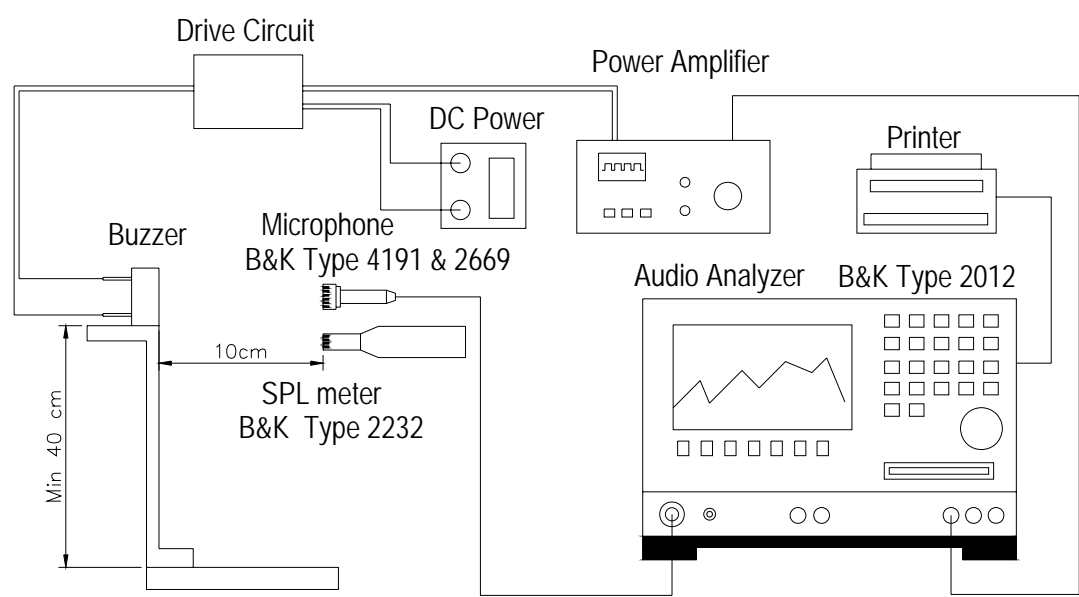 Drive Circuit
Power Amplifier
DC Power
Printer
Microphone
B&K Type 4191 & 2669
Buzzer
Audio Analyzer
B&K Type 2012
10cm
SPL meter
B&K Type 2232
Min 40 cm